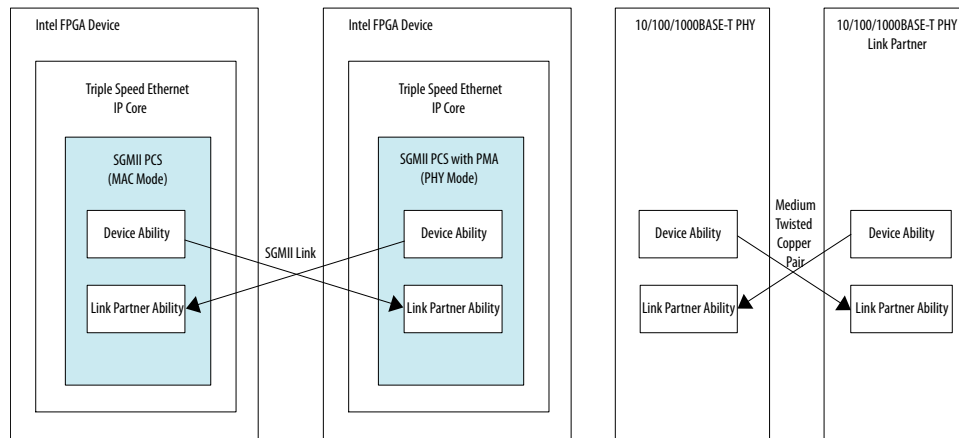 Intel FPGA Device
Triple Speed Ethernet
IP Core
SGMII PCS
(MAC Mode)
Device Ability
Link Partner Ability
SGMII Link
Intel FPGA Device
Triple Speed Ethernet
IP Core
SGMII PCS with PMA
(PHY Mode)
Device Ability
Link Partner Ability
10/100/1000BASE-T PHY
Device Ability
Link Partner Ability
Medium
Twisted
Copper
Pair
10/100/1000BASE-T PHY
Link Partner
Device Ability
Link Partner Ability